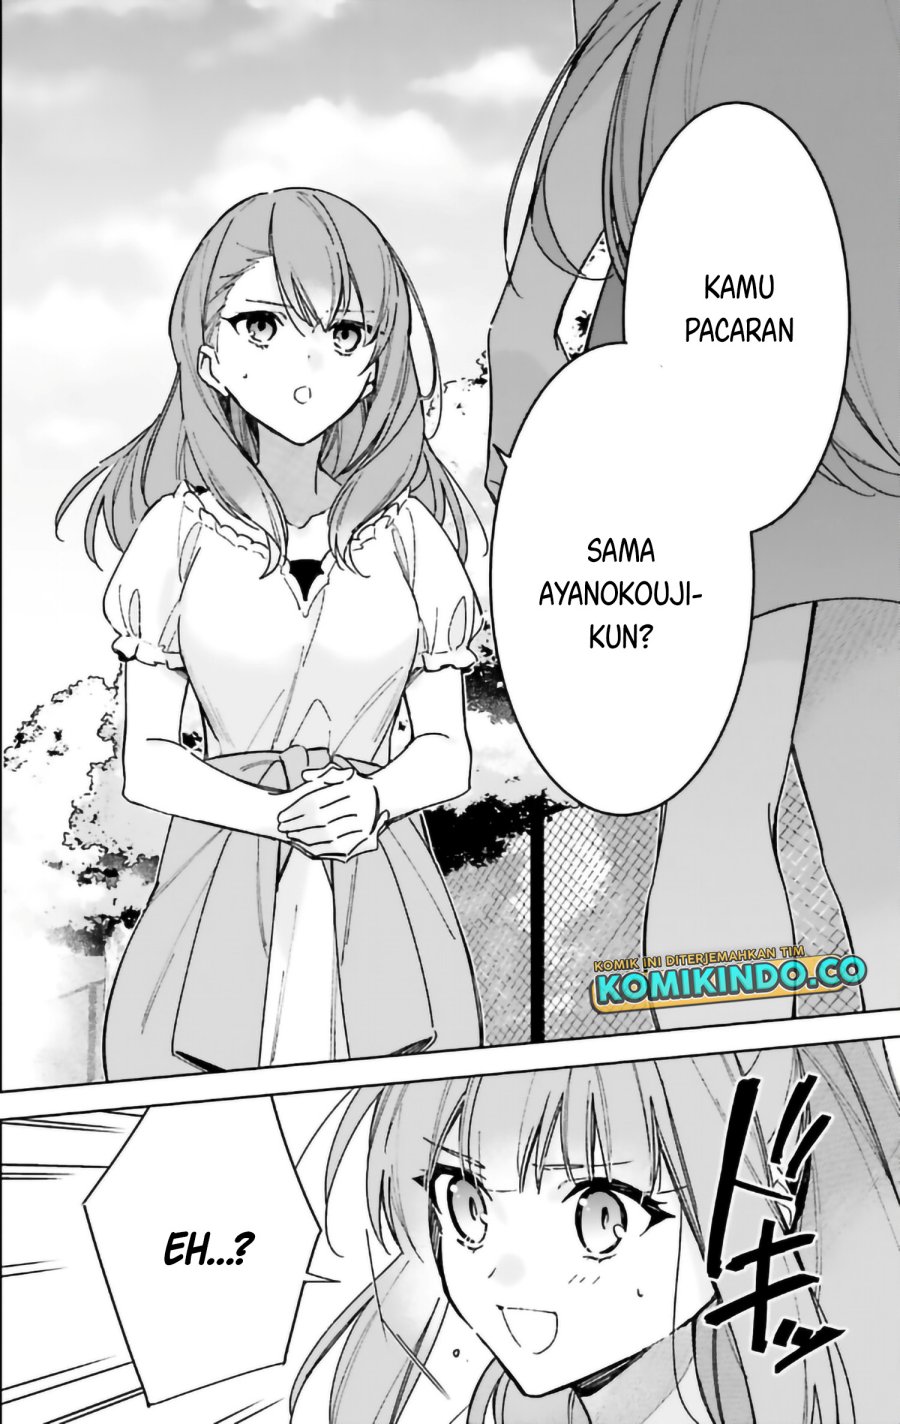 KAMU
PACARAN
SAMA
AYANOKOUJI-
KUN?
KOMIK INI DITERJEMAHKAN TIM
KOMIKINDO.CO
EH...?
ドキッ